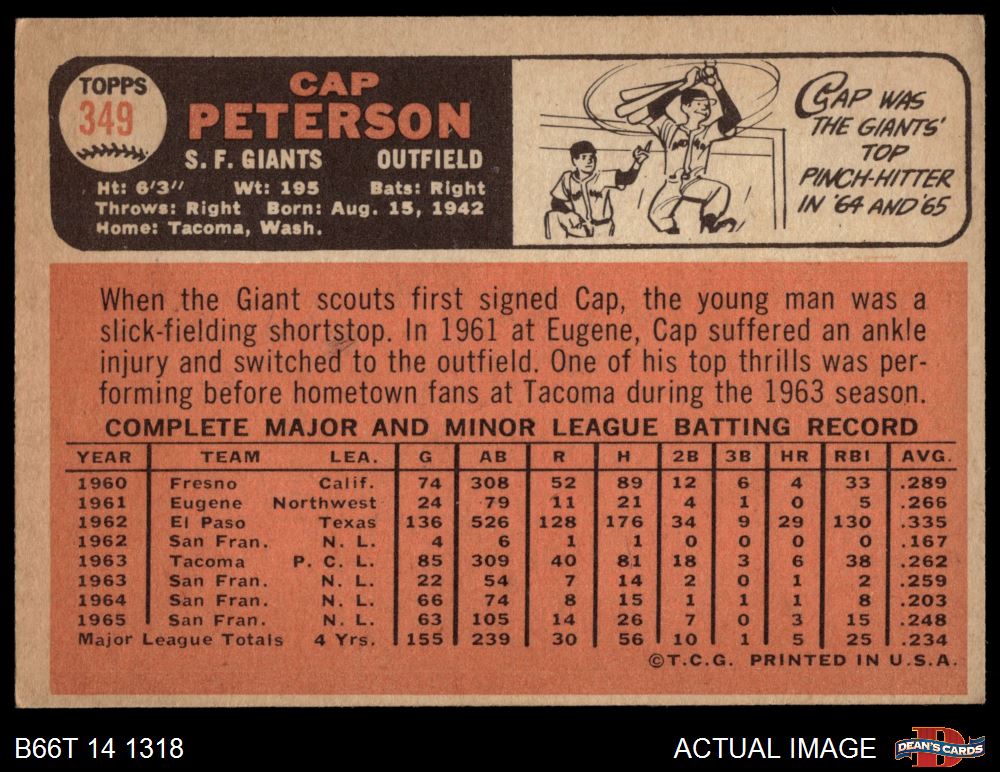 TOPPS
349
CAP
PETERSON
S. F. GIANTS OUTFIELD
Ht: 6'3" Wt: 195 Bats: Right
Throws: Right Born: Aug. 15, 1942
Home: Tacoma, Wash.
CAP WAS
THE GIANTS'
TOP
PINCH-HITTER
IN '64 AND '65
When the Giant scouts first signed Cap, the young man was a
slick-fielding shortstop. In 1961 at Eugene, Cap suffered an ankle
injury and switched to the outfield. One of his top thrills was per-
forming before hometown fans at Tacoma during the 1963 season.
COMPLETE MAJOR AND MINOR LEAGUE BATTING RECORD
YEAR TEAM LEA. G AB R H 2B 3B HR RBI AVG.
1960 Fresno Calif. 74 308 52 89 12 6 4 33 .289
1961 Eugene Northwest 24 79 11 21 4 1 0 5 .266
1962 El Paso Texas 136 526 128 176 34 9 29 130 .335
1962 San Fran. N. L. 4 6 1 1 0 0 0 0 .167
1963 Tacoma P. C. L. 85 309 40 81 18 3 6 38 .262
1963 San Fran. N. L. 22 54 7 14 2 0 1 2 .259
1964 San Fran. N. L. 66 74 8 15 1 1 1 8 .203
1965 San Fran. N. L. 63 105 14 26 7 0 3 15 .248
Major League Totals 4 Yrs. 155 239 30 56 10 1 5 25 .234
©T.C.G. PRINTED IN U.S.A.
B66T 14 1318
ACTUAL IMAGE
D
DEAN'S CARDS